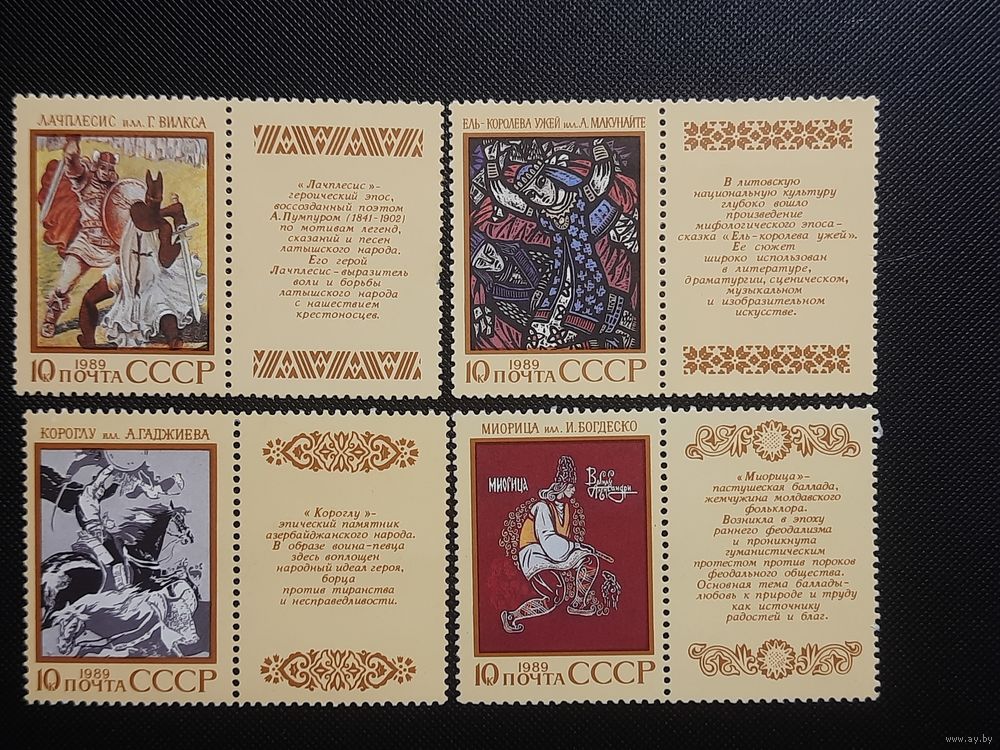 ЛАЧПЛЕСИС илл. Г. ВИЛКСА
1989
10к ПОЧТА СССР
«Лачплесис»-
героический эпос,
воссозданный поэтом
А.Пумпуром (1841-1902)
по мотивам легенд,
сказаний и песен
латышского народа.
Его герой
Лачплесис-выразитель
воли и борьбы
латышского народа
с нашествием
крестоносцев.
ЕЛЬ-КОРОЛЕВА УЖЕЙ илл. А. МАКУНАЙТЕ
1989
10к ПОЧТА СССР
В литовскую
национальную культуру
глубоко вошло
произведение
мифологического эпоса-
сказка «Ель-королева ужей».
Ее сюжет
широко использован
в литературе,
драматургии, сценическом,
музыкальном
и изобразительном
искусстве.
КОРОГЛУ илл. А.ГАДЖИЕВА
1989
10к ПОЧТА СССР
«Короглу»-
эпический памятник
азербайджанского народа.
В образе воина-певца
здесь воплощен
народный идеал героя,
борца
против тиранства
и несправедливости.
МИОРИЦА илл. И.БОГДЕСКО
МИОРИЦА
Василе
Александри
1989
10к ПОЧТА СССР
«Миорица»-
пастушеская баллада,
жемчужина молдавского
фольклора.
Возникла в эпоху
раннего феодализма
и проникнута
гуманистическим
протестом против пороков
феодального общества.
Основная тема баллады-
любовь к природе и труду
как источнику
радостей и благ.
www.ay.by